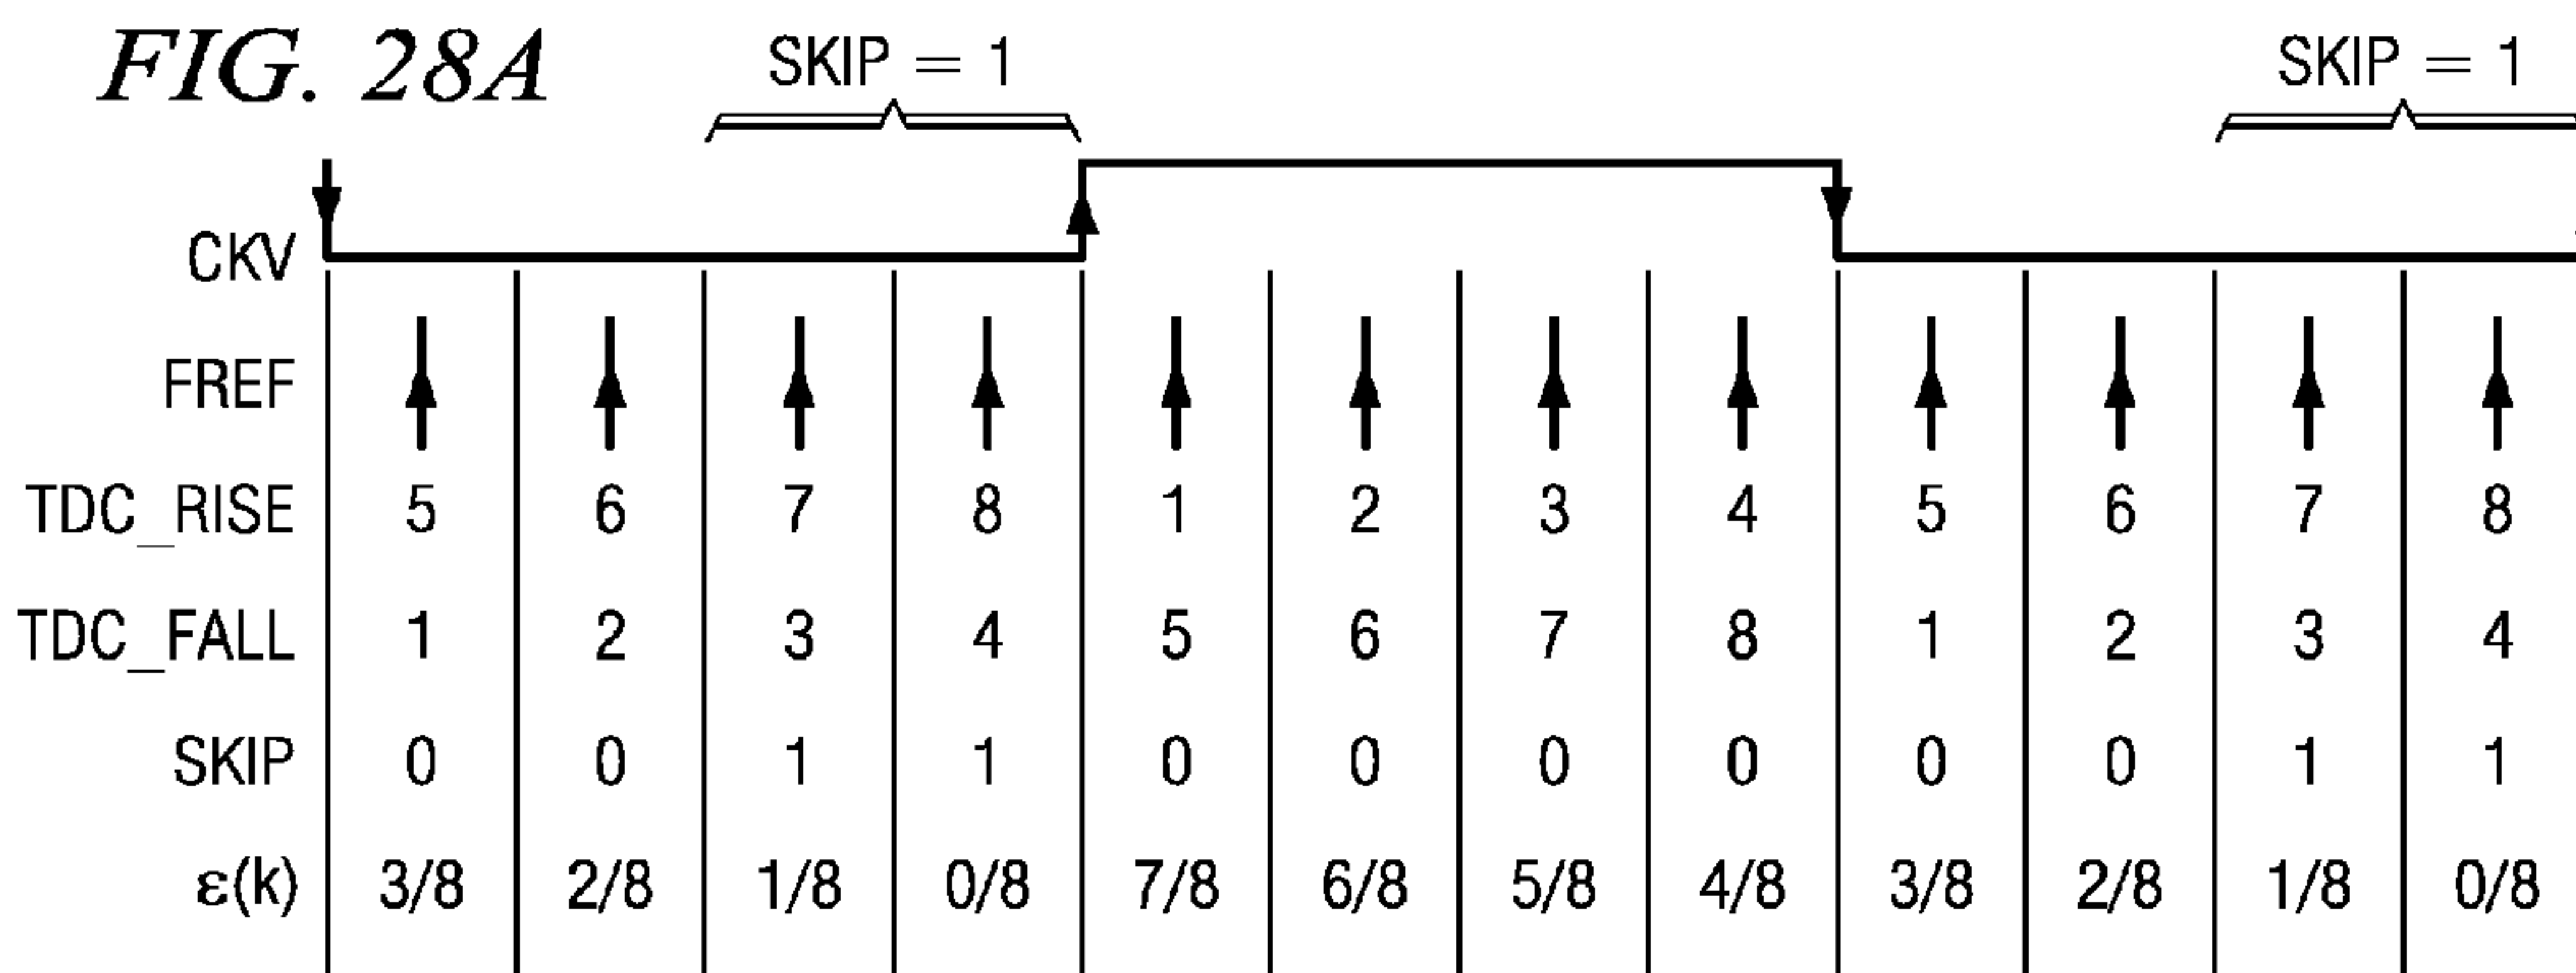 FIG. 28A
SKIP = 1 SKIP = 1
CKV
FREF
TDC_RISE 5 6 7 8 1 2 3 4 5 6 7 8
TDC_FALL 1 2 3 4 5 6 7 8 1 2 3 4
SKIP 0 0 1 1 0 0 0 0 0 0 1 1
ε(k) 3/8 2/8 1/8 0/8 7/8 6/8 5/8 4/8 3/8 2/8 1/8 0/8